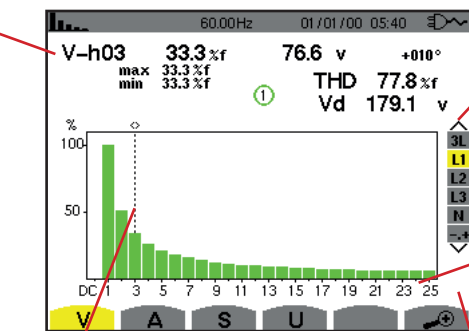 60.00Hz 01/01/00 05:40
V-h03 33.3 %f 76.6 v +010°
max 33.3 %f
min 33.3 %f
1 THD 77.8 %f
Vd 179.1 v
%
100
50
3L
L1
L2
L3
N
-.+
DC 1 3 5 7 9 11 13 15 17 19 21 23 25
V A S U